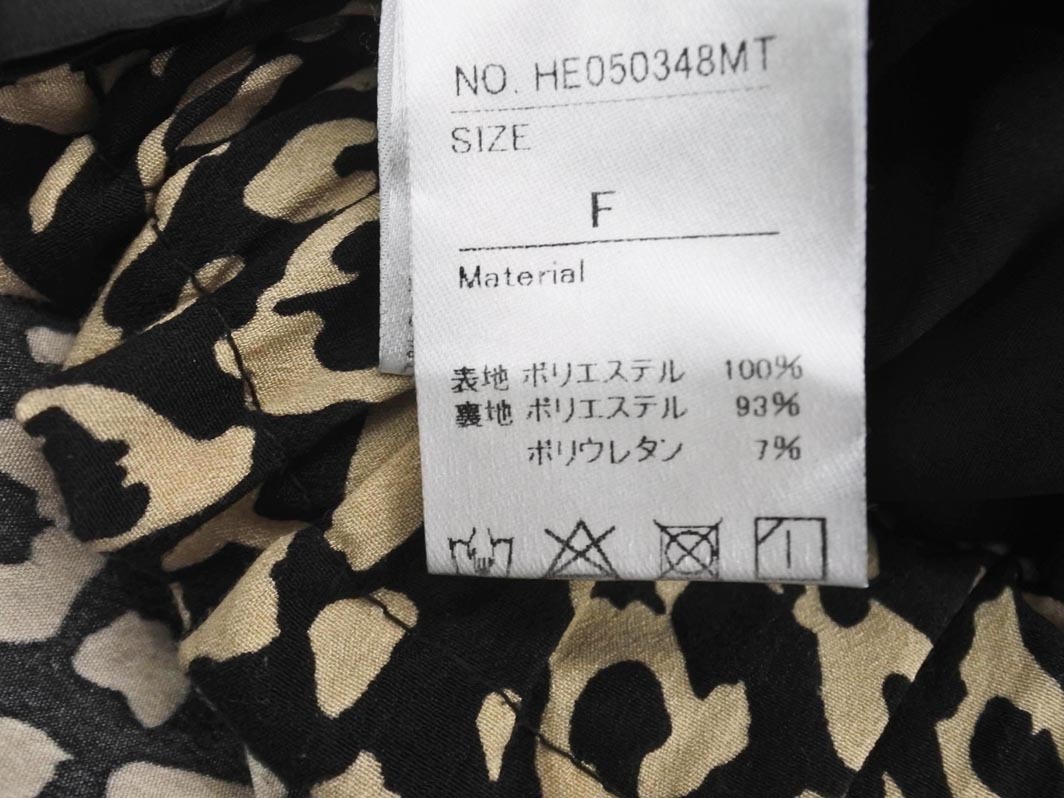 NO. HE050348MT
SIZE
F
Material
表地 ポリエステル 100%
裏地 ポリエステル 93%
ポリウレタン 7%